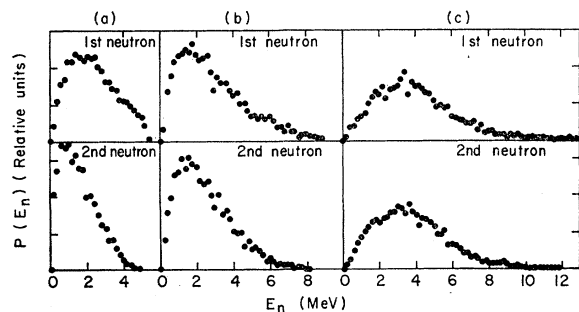 (a) (b) (c)
1st neutron 1st neutron 1st neutron
2nd neutron 2nd neutron 2nd neutron
P (En) (Relative units)
0 2 4 0 2 4 6 8 0 2 4 6 8 10 12
En (MeV)